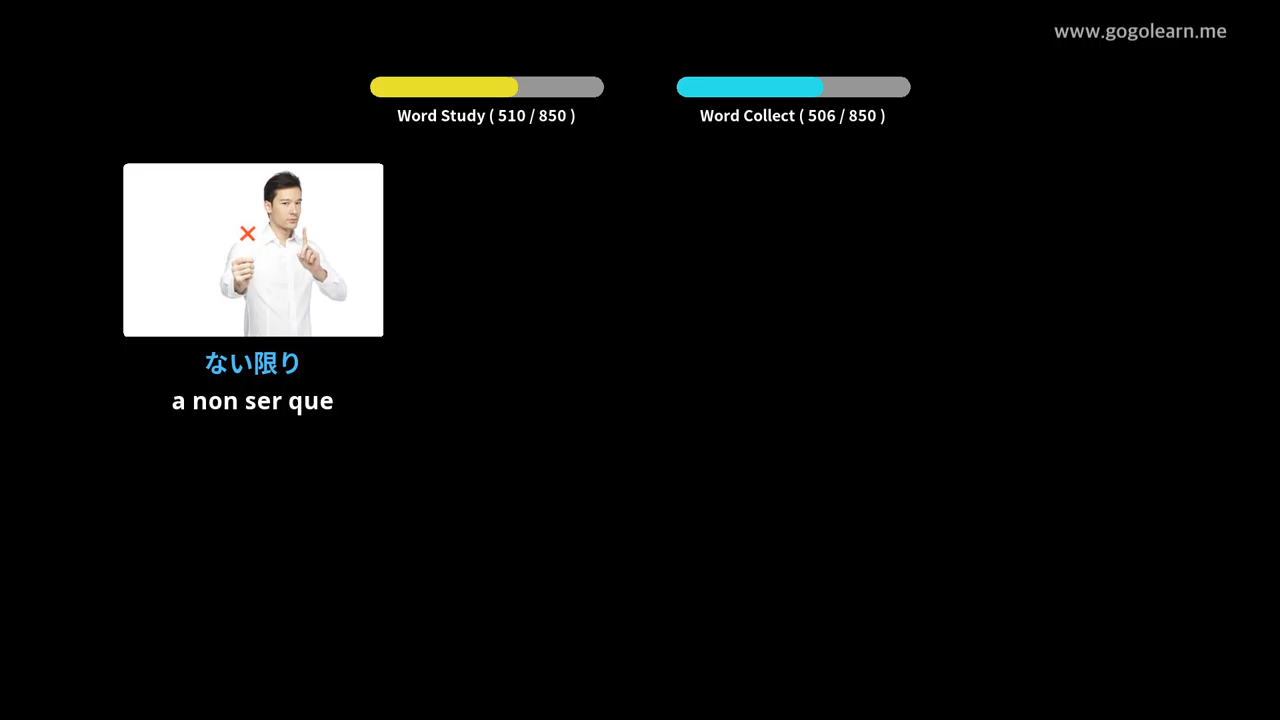 www.gogolearn.me
Word Study ( 510 / 850 )
Word Collect ( 506 / 850 )
ない限り
a non ser que